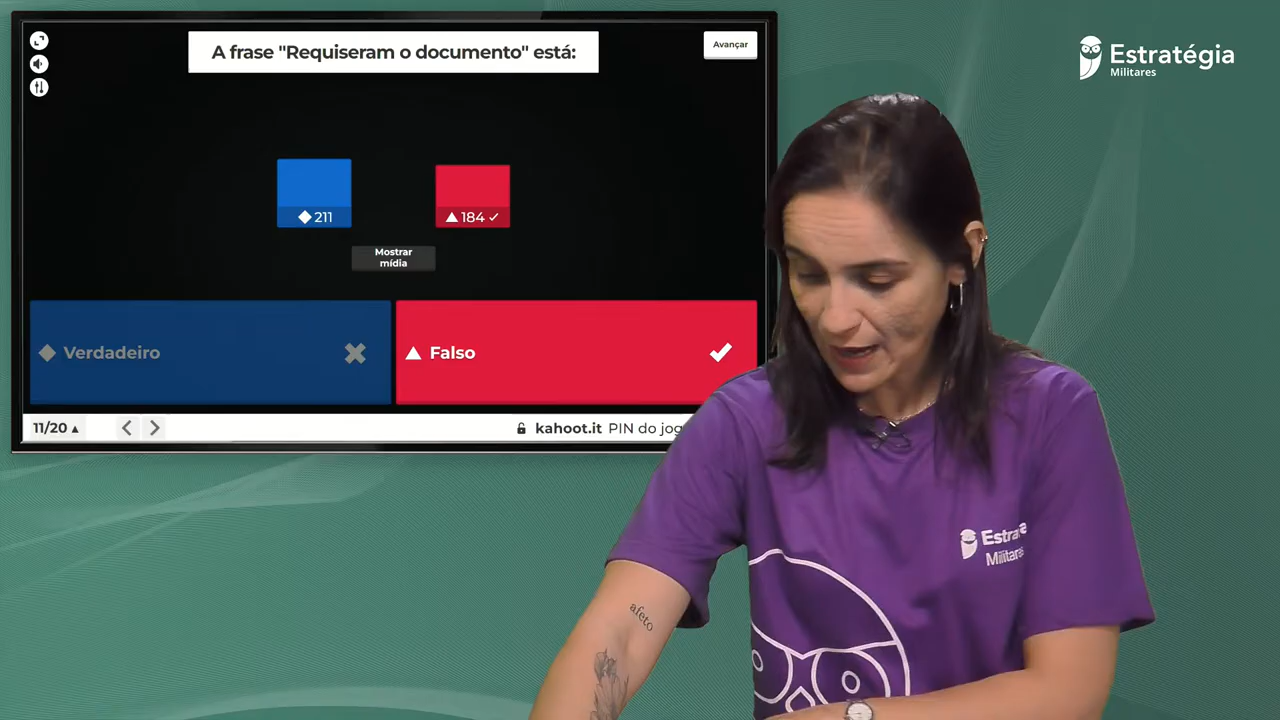 A frase "Requiseram o documento" está:
Avançar
Estratégia
Militares
211
184
Mostrar
mídia
Verdadeiro
Falso
11/20
kahoot.it PIN do jog
Estra
Militares
afeto